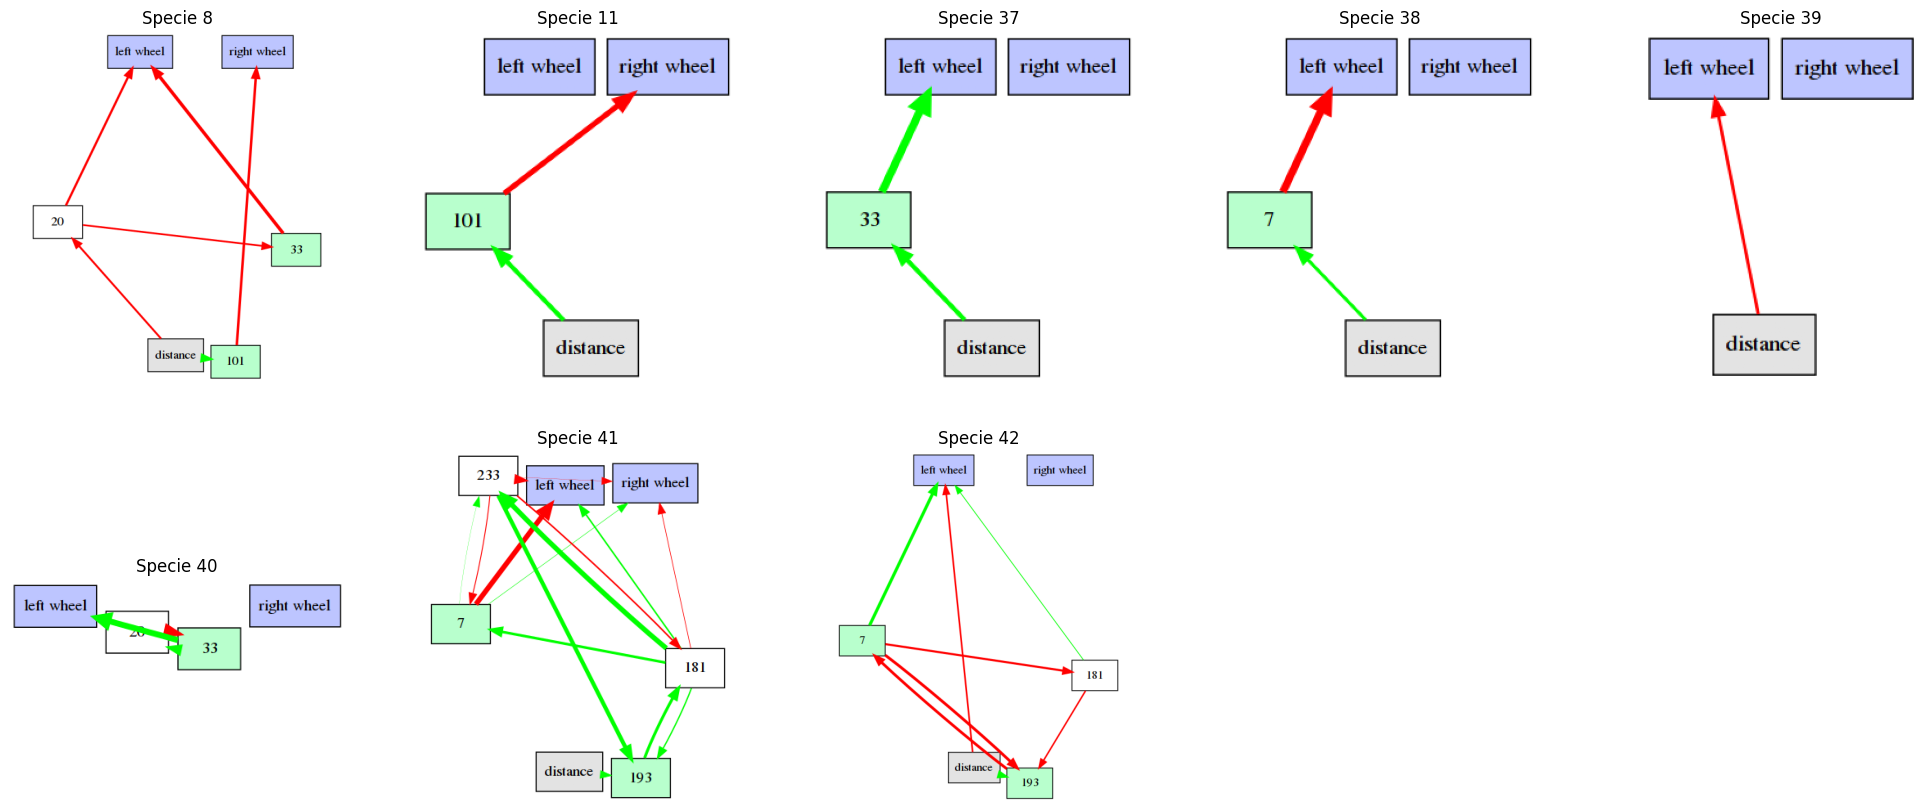 Specie 8
left wheel
right wheel
20
33
distance
101
Specie 11
left wheel
right wheel
101
distance
Specie 37
left wheel
right wheel
33
distance
Specie 38
left wheel
right wheel
7
distance
Specie 39
left wheel
right wheel
distance
Specie 40
left wheel
20
33
right wheel
Specie 41
233
left wheel
right wheel
7
181
distance
193
Specie 42
left wheel
right wheel
7
181
distance
193